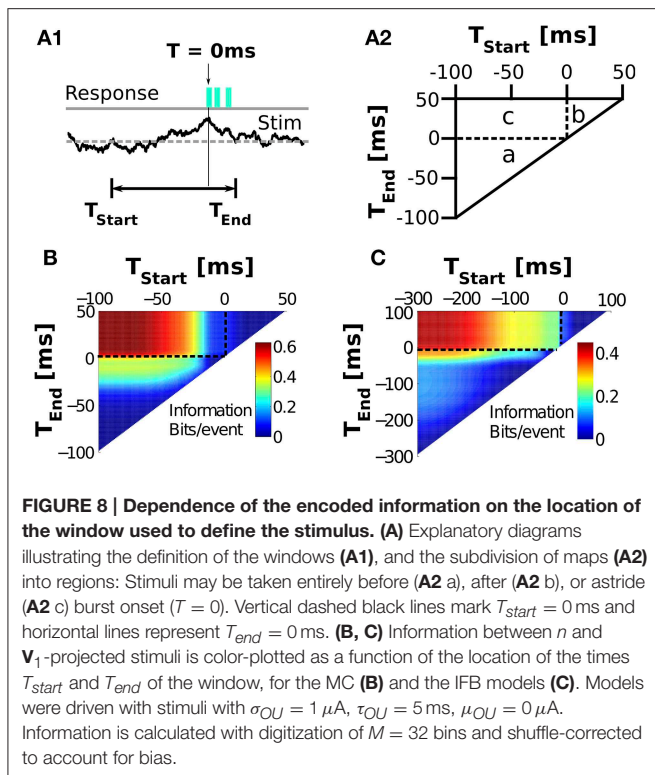 A1
T = 0ms
Response
Stim
T_Start
T_End
A2
T_Start [ms]
-100 -50 0 50
50
0
-50
-100
T_End [ms]
c
b
a
B
T_Start [ms]
-100 -50 0 50
50
0
−50
−100
T_End [ms]
0.6
0.4
0.2
0
Information
Bits/event
C
T_Start [ms]
−300 −200 −100 0 100
100
0
−100
−200
−300
T_End [ms]
0.4
0.2
0
Information
Bits/event
FIGURE 8 | Dependence of the encoded information on the location of
the window used to define the stimulus. (A) Explanatory diagrams
illustrating the definition of the windows (A1), and the subdivision of maps (A2)
into regions: Stimuli may be taken entirely before (A2 a), after (A2 b), or astride
(A2 c) burst onset (T = 0). Vertical dashed black lines mark T_start = 0 ms and
horizontal lines represent T_end = 0 ms. (B, C) Information between n and
V₁-projected stimuli is color-plotted as a function of the location of the times
T_start and T_end of the window, for the MC (B) and the IFB models (C). Models
were driven with stimuli with σ_OU = 1 μA, τ_OU = 5 ms, μ_OU = 0 μA.
Information is calculated with digitization of M = 32 bins and shuffle-corrected
to account for bias.